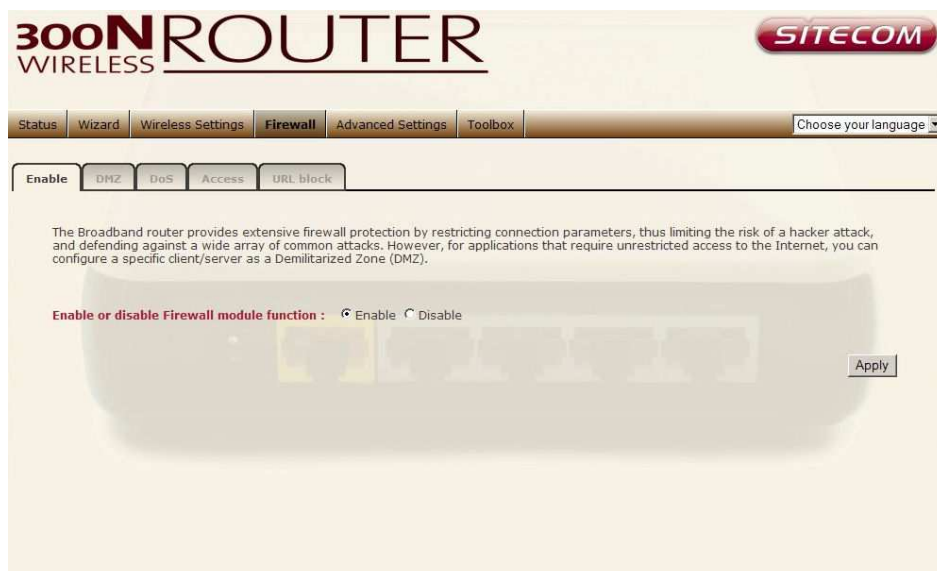 300N ROUTER
WIRELESS
SITECOM
Status Wizard Wireless Settings Firewall Advanced Settings Toolbox Choose your language
Enable DMZ DoS Access URL block
The Broadband router provides extensive firewall protection by restricting connection parameters, thus limiting the risk of a hacker attack,
and defending against a wide array of common attacks. However, for applications that require unrestricted access to the Internet, you can
configure a specific client/server as a Demilitarized Zone (DMZ).
Enable or disable Firewall module function : Enable Disable
Apply